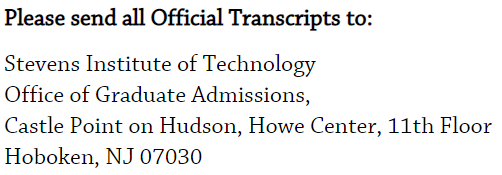 Please send all Official Transcripts to:
Stevens Institute of Technology
Office of Graduate Admissions,
Castle Point on Hudson, Howe Center, 11th Floor
Hoboken, NJ 07030